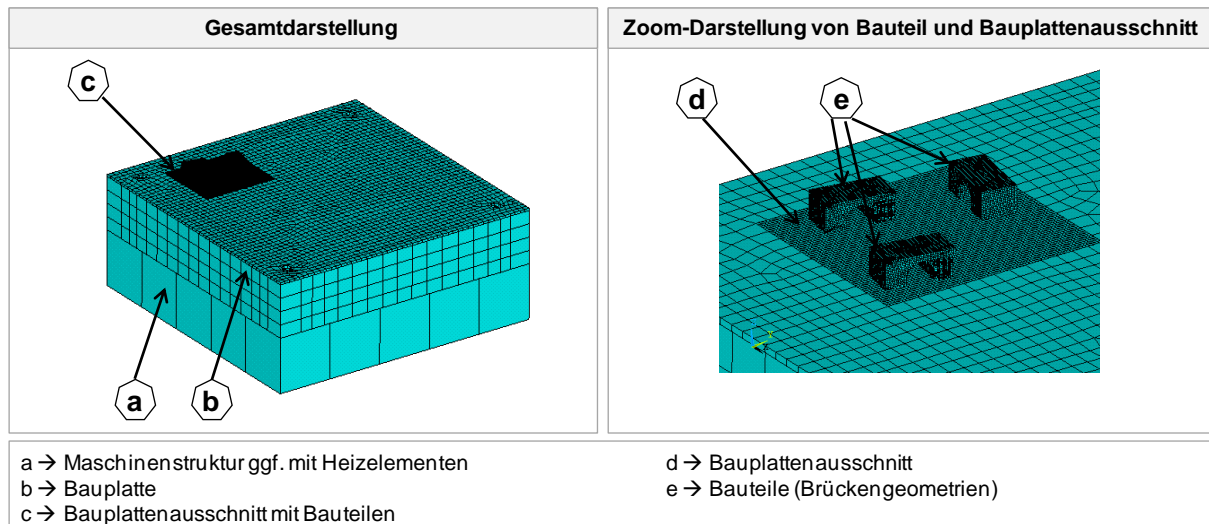 Gesamtdarstellung
c
a
b
Zoom-Darstellung von Bauteil und Bauplattenausschnitt
d
e
a → Maschinenstruktur ggf. mit Heizelementen
b → Bauplatte
c → Bauplattenausschnitt mit Bauteilen
d → Bauplattenausschnitt
e → Bauteile (Brückengeometrien)